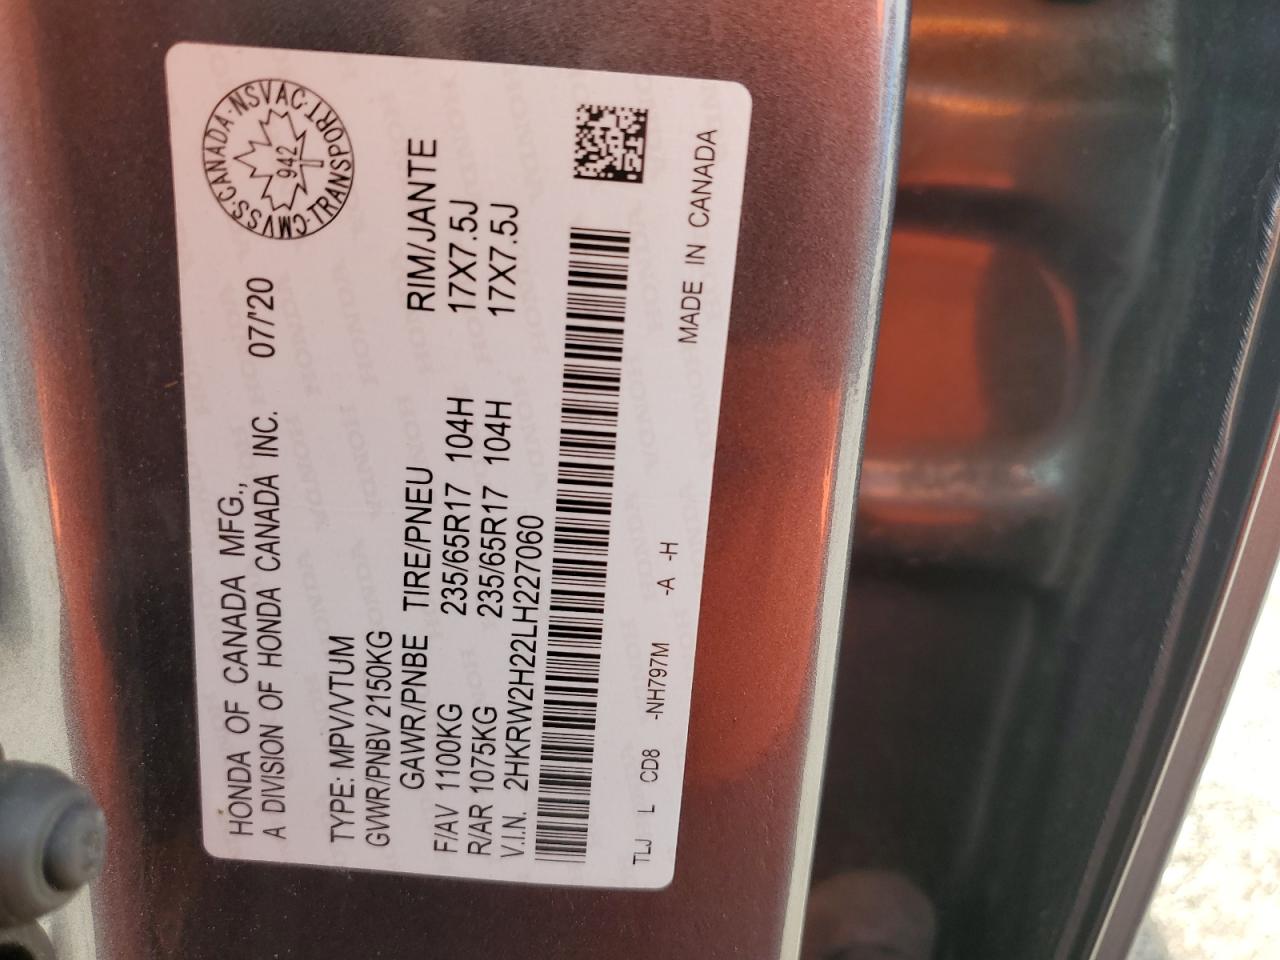 HONDA OF CANADA MFG.,
A DIVISION OF HONDA CANADA INC. 07/'20
CMVSS·CANADA·NSVAC·TRANSPORT·
942
TYPE: MPV/VTUM
GWVR/PNBV 2150KG
GAWR/PNBE TIRE/PNEU RIM/JANTE
F/AV 1100KG 235/65R17 104H 17X7.5J
R/AR 1075KG 235/65R17 104H 17X7.5J
V.I.N. 2HKRW2H22LH227060
TLJ L CD8 -NH797M -A -H MADE IN CANADA